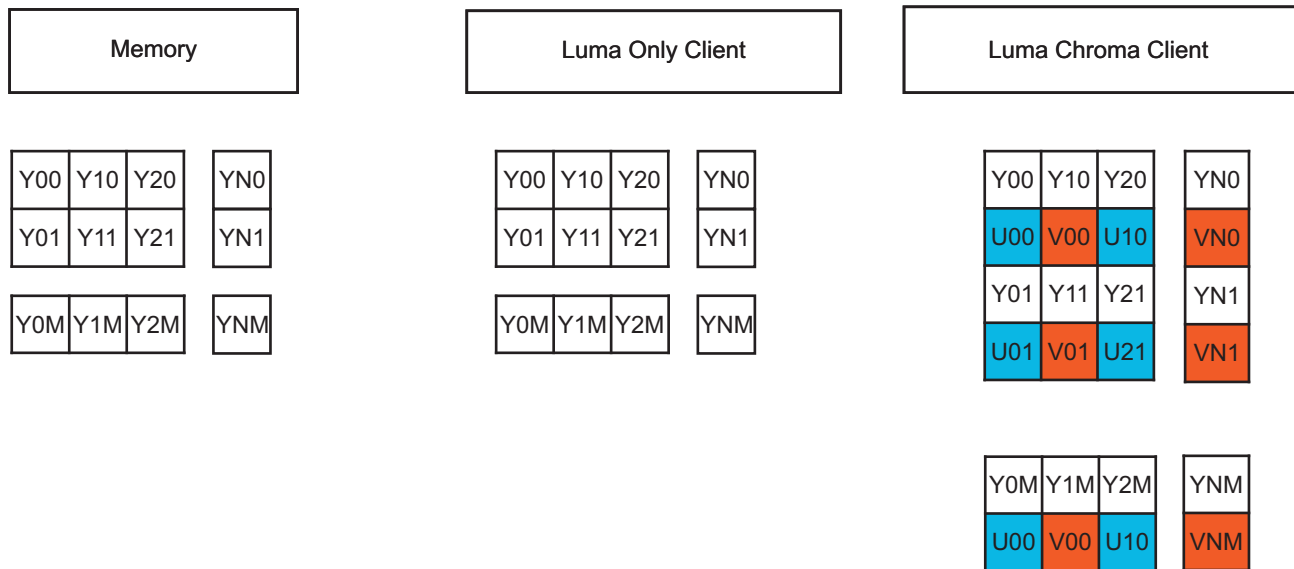 Memory
Luma Only Client
Luma Chroma Client
Y00 Y10 Y20 YN0
Y01 Y11 Y21 YN1
Y0M Y1M Y2M YNM
Y00 Y10 Y20 YN0
Y01 Y11 Y21 YN1
Y0M Y1M Y2M YNM
Y00 Y10 Y20 YN0
U00 V00 U10 VN0
Y01 Y11 Y21 YN1
U01 V01 U21 VN1
Y0M Y1M Y2M YNM
U00 V00 U10 VNM